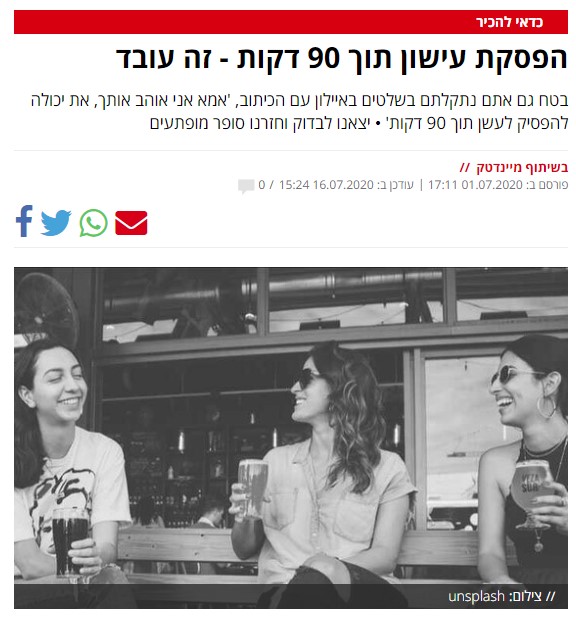 כדאי להכיר
הפסקת עישון תוך 90 דקות - זה עובד
בטח גם אתם נתקלתם בשלטים באיילון עם הכיתוב, 'אמא אני אוהב אותך, את יכולה
להפסיק לעשן תוך 90 דקות' • יצאנו לבדוק וחזרנו סופר מופתעים
בשיתוף מיינדטק //
פורסם ב: 01.07.2020 17:11 | עודכן ב: 16.07.2020 15:24 / 0
// צילום: unsplash